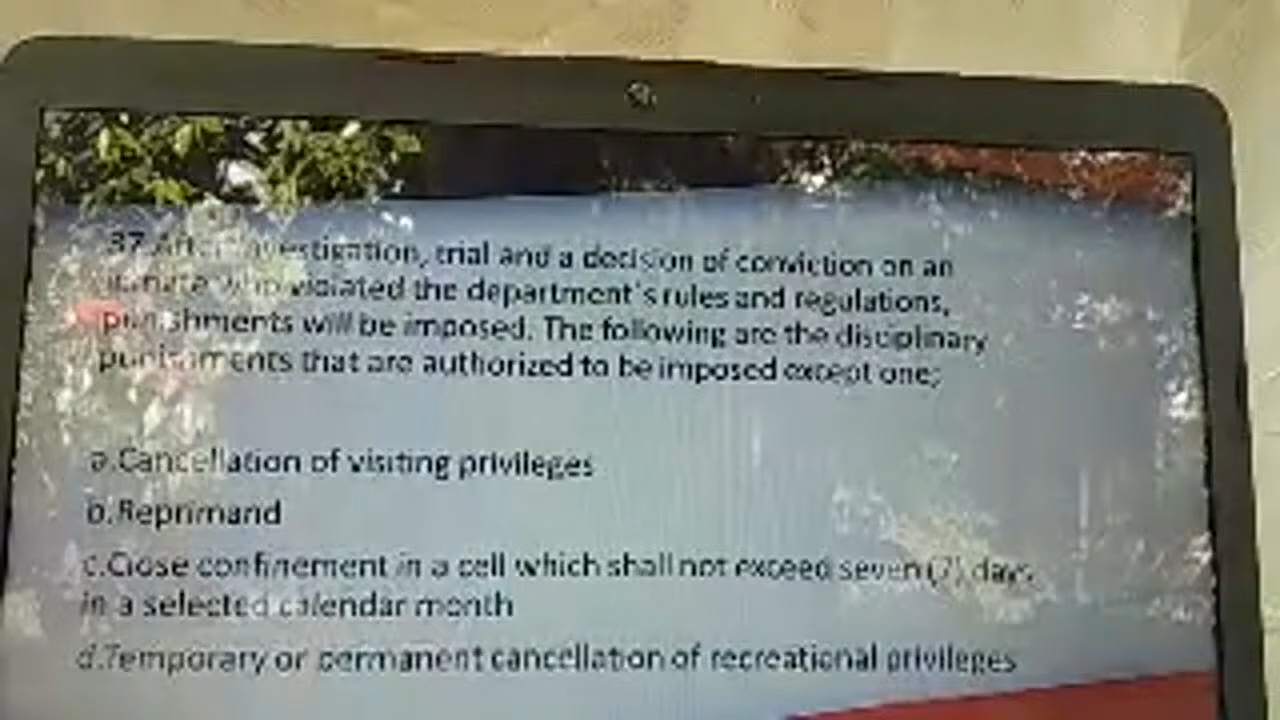 37.After investigation, trial and a decision of conviction on an
inmate who violated the department's rules and regulations,
punishments will be imposed. The following are the disciplinary
punishments that are authorized to be imposed except one;
a.Cancellation of visiting privileges
b.Reprimand
c.Close confinement in a cell which shall not exceed seven (7) days
in a selected calendar month
d.Temporary or permanent cancellation of recreational privileges